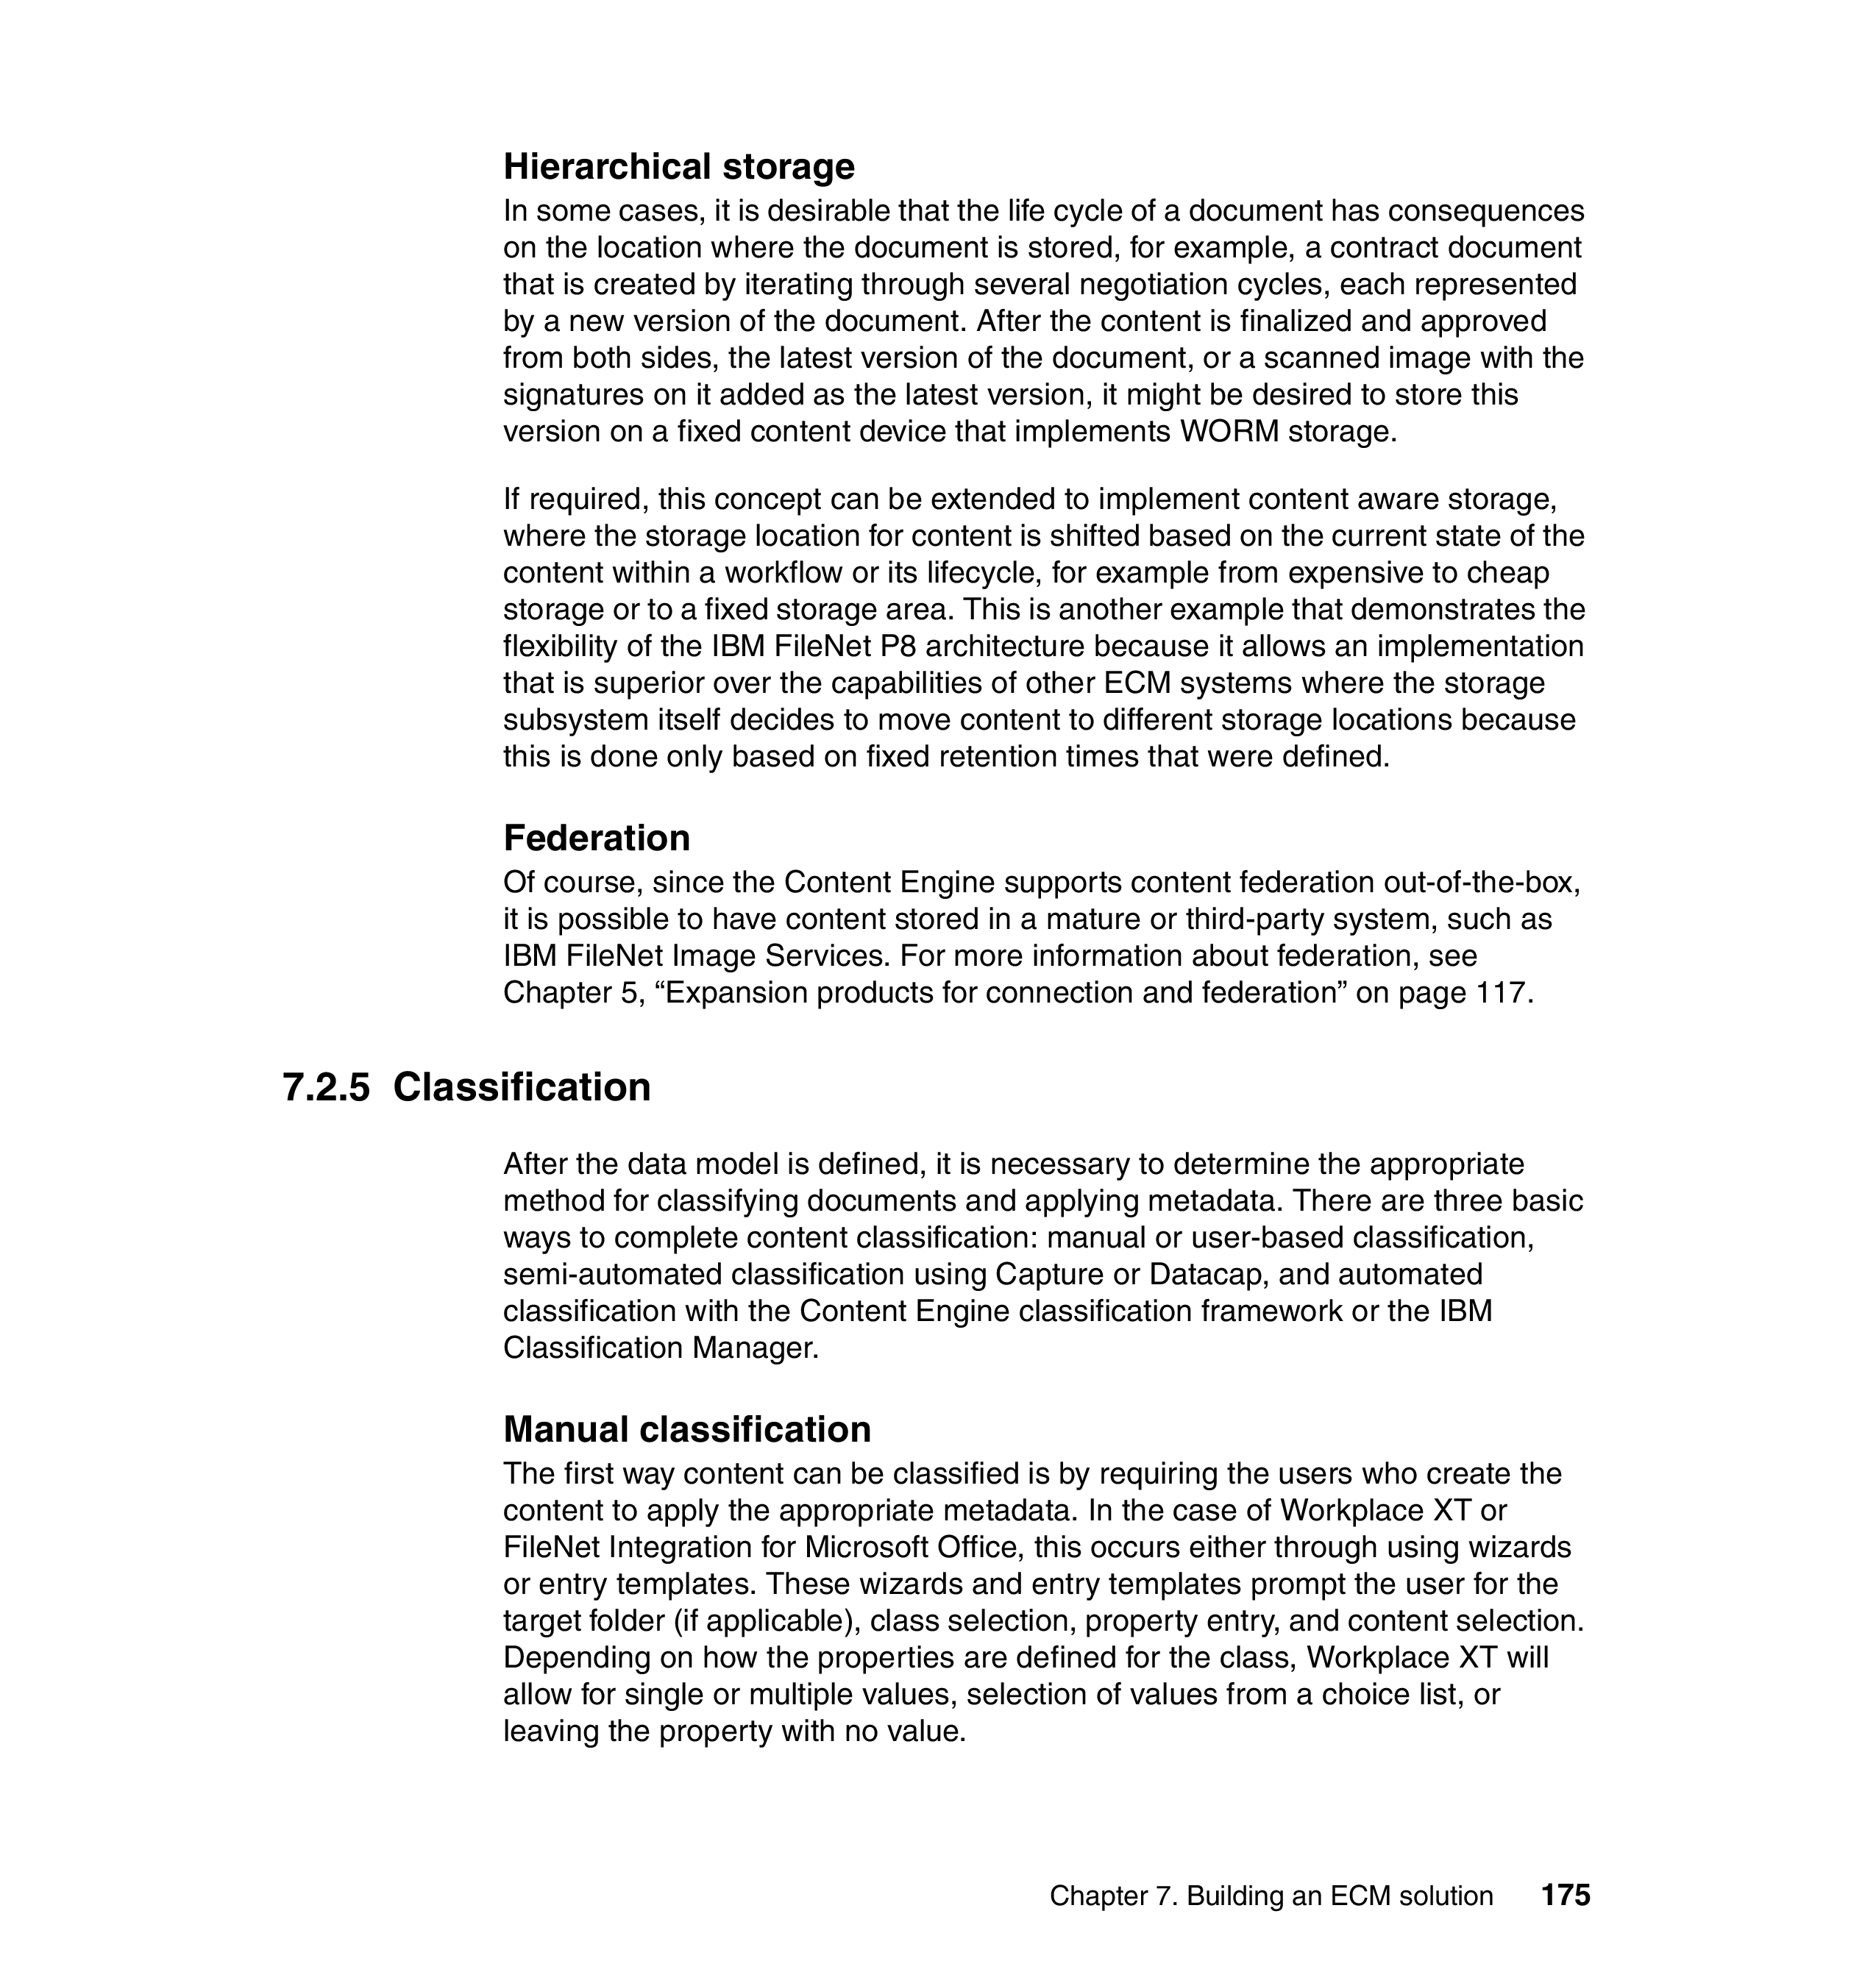 Hierarchical storage
In some cases, it is desirable that the life cycle of a document has consequences
on the location where the document is stored, for example, a contract document
that is created by iterating through several negotiation cycles, each represented
by a new version of the document. After the content is finalized and approved
from both sides, the latest version of the document, or a scanned image with the
signatures on it added as the latest version, it might be desired to store this
version on a fixed content device that implements WORM storage.
If required, this concept can be extended to implement content aware storage,
where the storage location for content is shifted based on the current state of the
content within a workflow or its lifecycle, for example from expensive to cheap
storage or to a fixed storage area. This is another example that demonstrates the
flexibility of the IBM FileNet P8 architecture because it allows an implementation
that is superior over the capabilities of other ECM systems where the storage
subsystem itself decides to move content to different storage locations because
this is done only based on fixed retention times that were defined.
Federation
Of course, since the Content Engine supports content federation out-of-the-box,
it is possible to have content stored in a mature or third-party system, such as
IBM FileNet Image Services. For more information about federation, see
Chapter 5, “Expansion products for connection and federation” on page 117.
7.2.5 Classification
After the data model is defined, it is necessary to determine the appropriate
method for classifying documents and applying metadata. There are three basic
ways to complete content classification: manual or user-based classification,
semi-automated classification using Capture or Datacap, and automated
classification with the Content Engine classification framework or the IBM
Classification Manager.
Manual classification
The first way content can be classified is by requiring the users who create the
content to apply the appropriate metadata. In the case of Workplace XT or
FileNet Integration for Microsoft Office, this occurs either through using wizards
or entry templates. These wizards and entry templates prompt the user for the
target folder (if applicable), class selection, property entry, and content selection.
Depending on how the properties are defined for the class, Workplace XT will
allow for single or multiple values, selection of values from a choice list, or
leaving the property with no value.
Chapter 7. Building an ECM solution 175